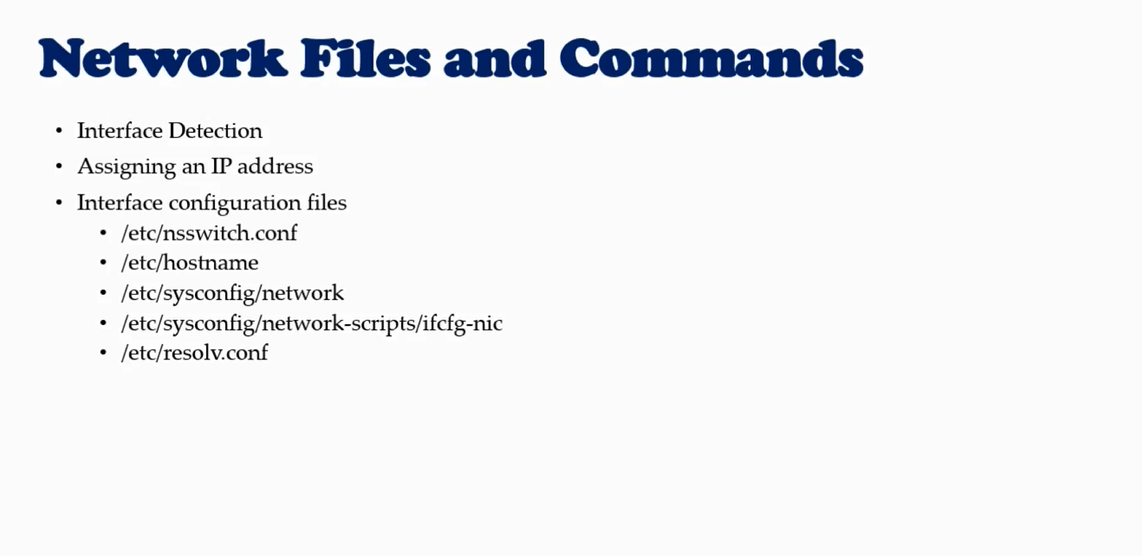 Network Files and Commands
• Interface Detection
• Assigning an IP address
• Interface configuration files
• /etc/nsswitch.conf
• /etc/hostname
• /etc/sysconfig/network
• /etc/sysconfig/network-scripts/ifcfg-nic
• /etc/resolv.conf